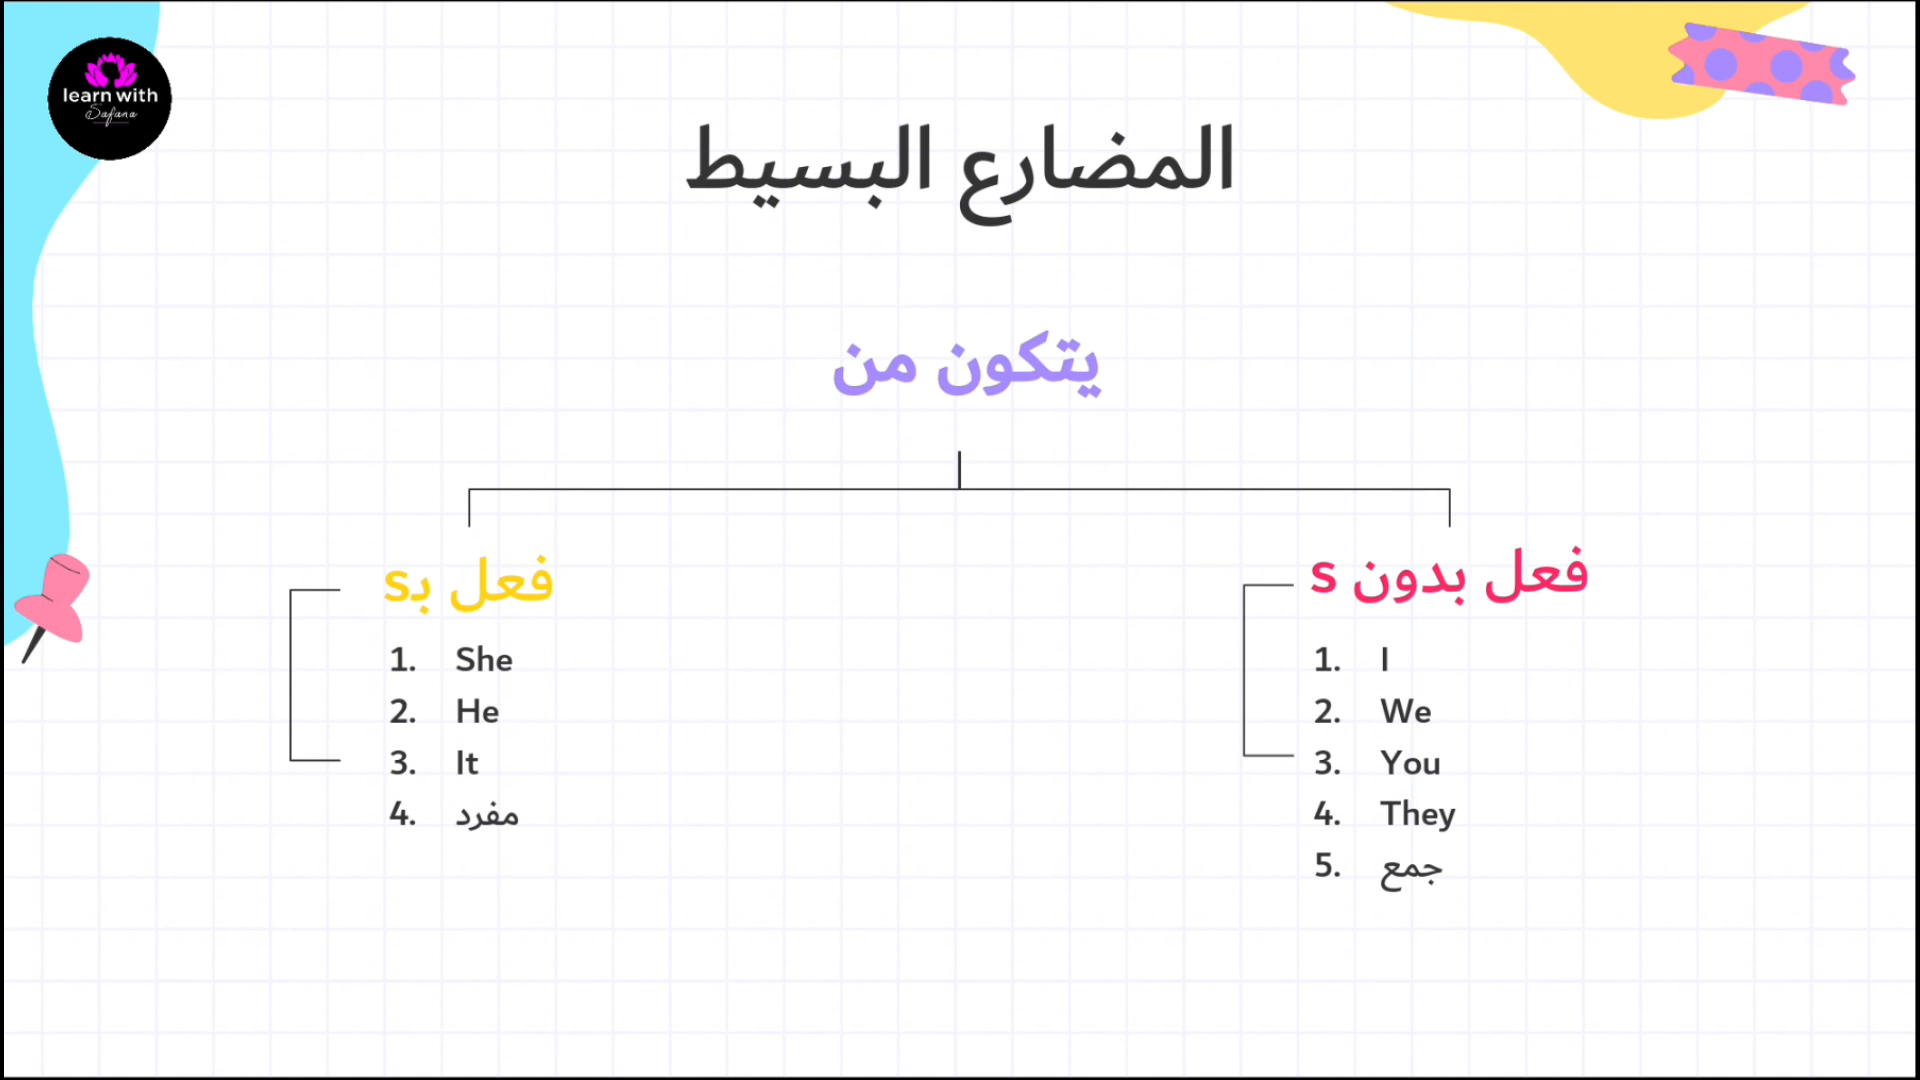 learn with
Safana
المضارع البسيط
يتكون من
فعل بدون s
1. I
2. We
3. You
4. They
5. جمع
فعل بـs
1. She
2. He
3. It
4. مفرد